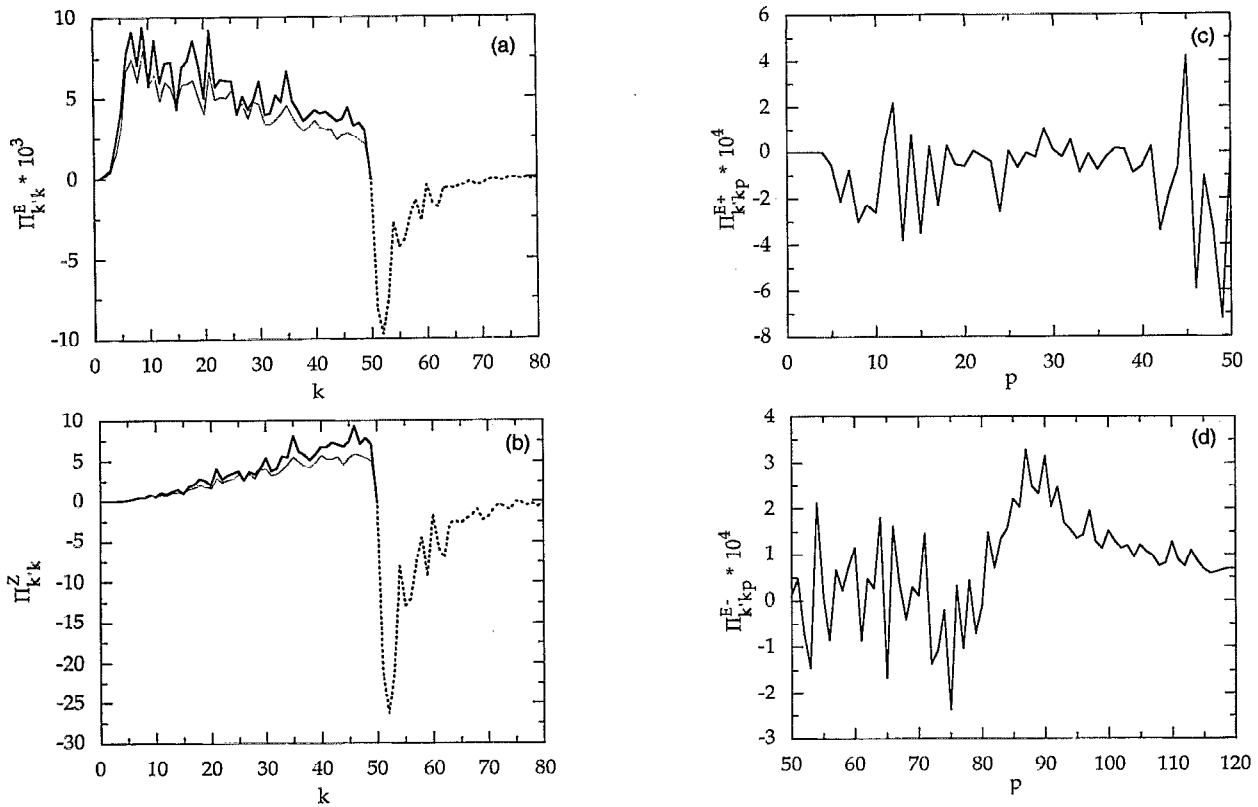 (a)
10
5
0
-5
-10
Π^E_{k'k} * 10^3
0 10 20 30 40 50 60 70 80
k
(b)
10
5
0
-5
-10
-15
-20
-25
-30
Π^Z_{k'k}
0 10 20 30 40 50 60 70 80
k
(c)
6
4
2
0
-2
-4
-6
-8
Π^{E+}_{k'kp} * 10^4
0 10 20 30 40 50
p
(d)
4
3
2
1
0
-1
-2
-3
Π^{E-}_{k'kp} * 10^4
50 60 70 80 90 100 110 120
p